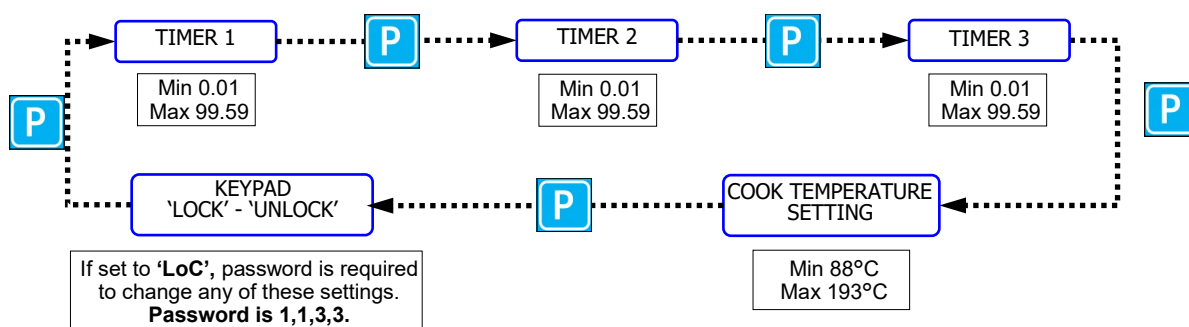 TIMER 1
P
TIMER 2
P
TIMER 3
Min 0.01
Max 99.59
Min 0.01
Max 99.59
Min 0.01
Max 99.59
P
P
KEYPAD
‘LOCK’ - ‘UNLOCK’
P
COOK TEMPERATURE
SETTING
If set to ‘LoC’, password is required
to change any of these settings.
Password is 1,1,3,3.
Min 88°C
Max 193°C